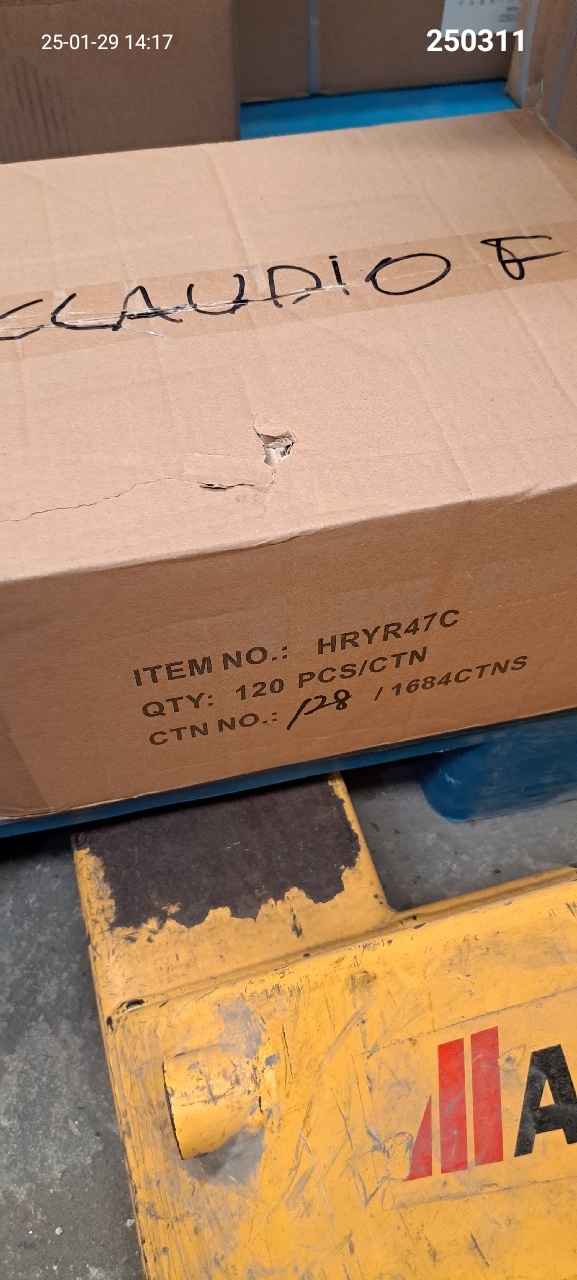 25-01-29 14:17
250311
CLAUDIO F
ITEM NO.: HRYR47C
QTY: 120 PCS/CTN
CTN NO.: 128 / 1684CTNS
A